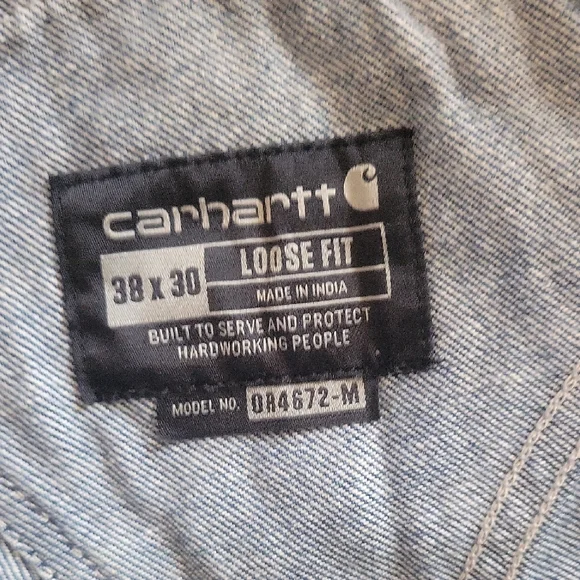 carhartt
38 x 30 LOOSE FIT
MADE IN INDIA
BUILT TO SERVE AND PROTECT
HARDWORKING PEOPLE
MODEL NO. OR4672-M